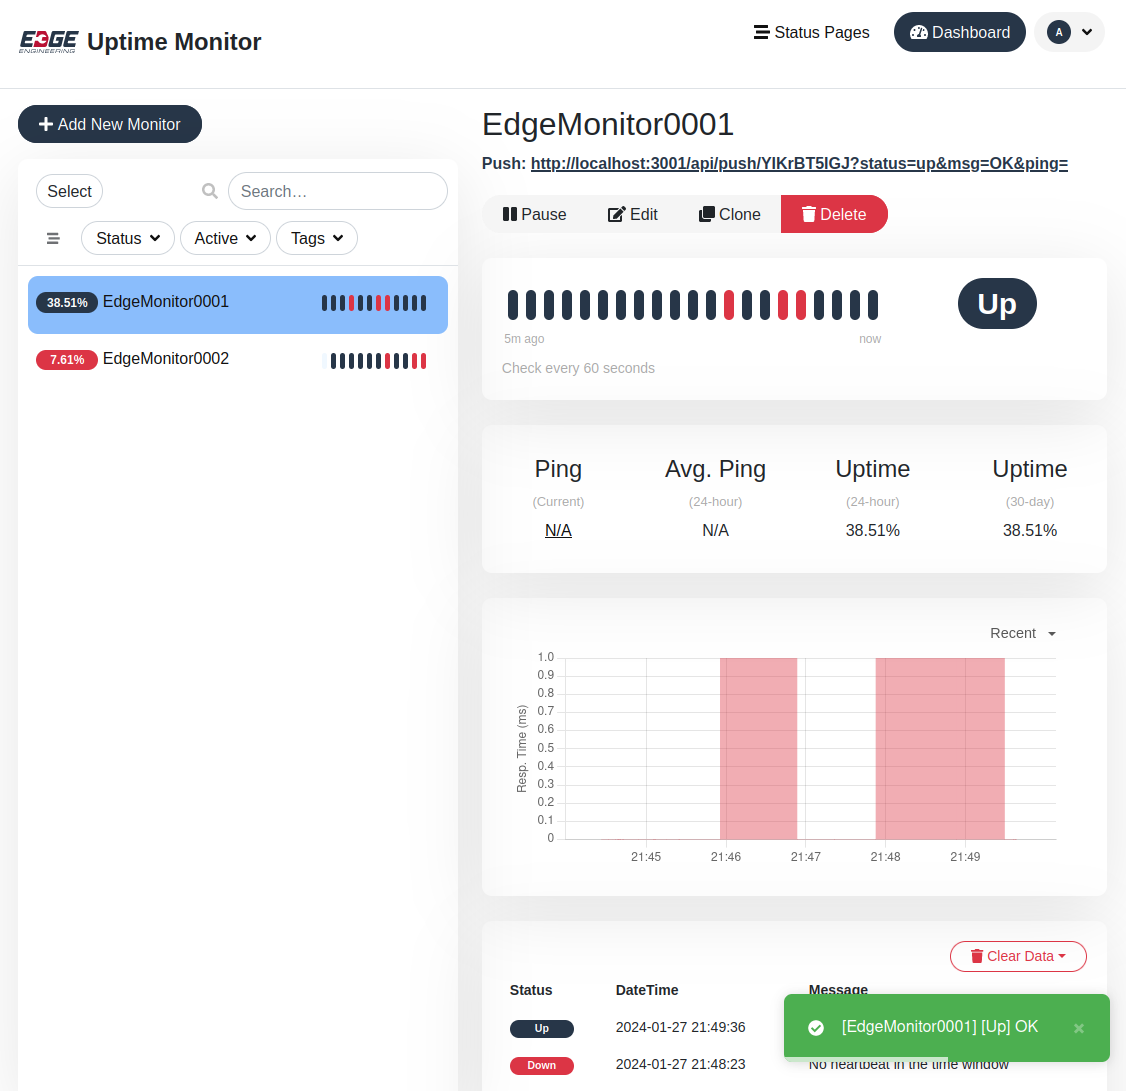 EDGE
ENGINEERING
Uptime Monitor
Status Pages
Dashboard
A
Add New Monitor
Select
Search…
Status
Active
Tags
38.51%
EdgeMonitor0001
7.61%
EdgeMonitor0002
EdgeMonitor0001
Push: http://localhost:3001/api/push/YIKrBT5IGJ?status=up&msg=OK&ping=
Pause
Edit
Clone
Delete
Up
5m ago
now
Check every 60 seconds
Ping
(Current)
N/A
Avg. Ping
(24-hour)
N/A
Uptime
(24-hour)
38.51%
Uptime
(30-day)
38.51%
Recent
Resp. Time (ms)
1.0
0.9
0.8
0.7
0.6
0.5
0.4
0.3
0.2
0.1
0
21:45
21:46
21:47
21:48
21:49
Clear Data
Status DateTime Message
Up 2024-01-27 21:49:36
[EdgeMonitor0001] [Up] OK
×
Down 2024-01-27 21:48:23 No heartbeat in the time window